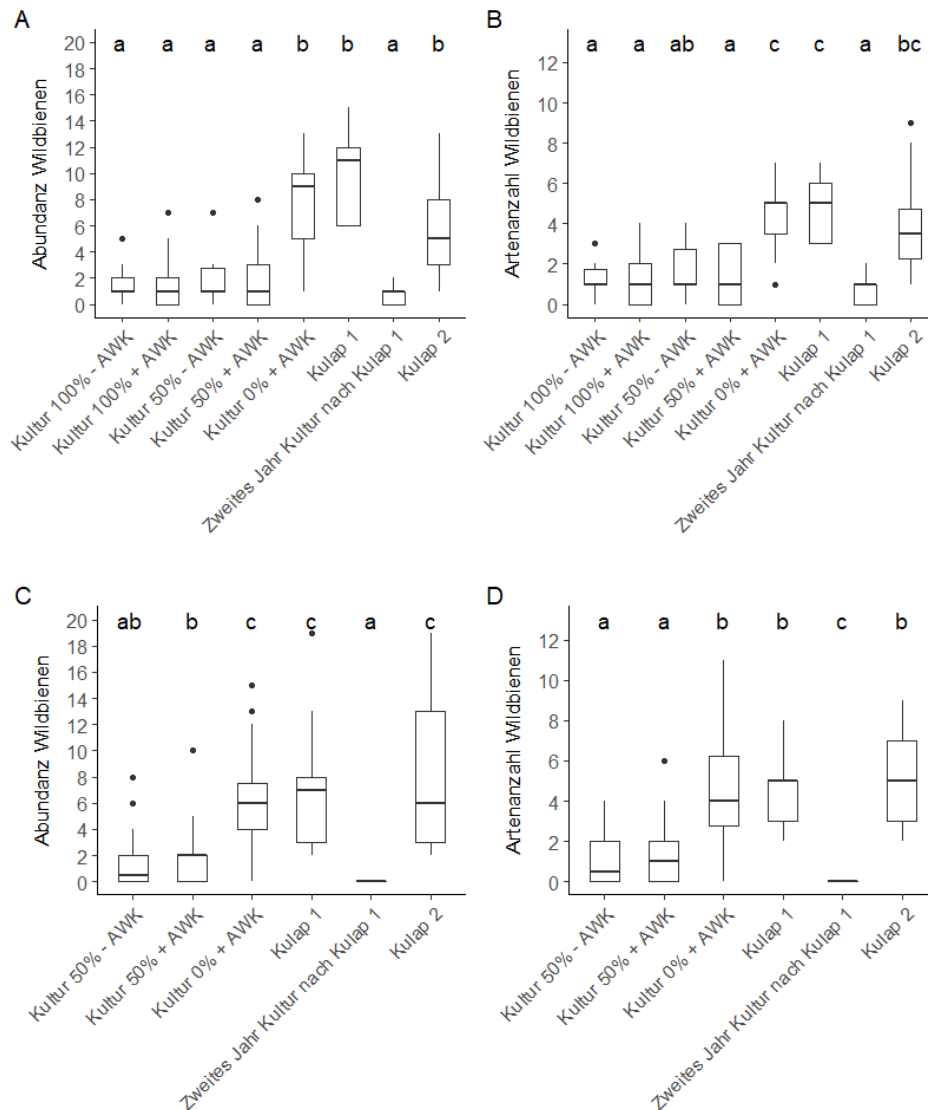 A
Abundanz Wildbienen
20
18
16
14
12
10
8
6
4
2
0
a a a a b b a b
Kultur 100% - AWK
Kultur 100% + AWK
Kultur 50% - AWK
Kultur 50% + AWK
Kultur 0% + AWK
Kulap 1
Zweites Jahr Kultur nach Kulap 1
Kulap 2
B
Artenanzahl Wildbienen
12
10
8
6
4
2
0
a a ab a c c a bc
Kultur 100% - AWK
Kultur 100% + AWK
Kultur 50% - AWK
Kultur 50% + AWK
Kultur 0% + AWK
Kulap 1
Zweites Jahr Kultur nach Kulap 1
Kulap 2
C
Abundanz Wildbienen
20
18
16
14
12
10
8
6
4
2
0
ab b c c a c
Kultur 50% - AWK
Kultur 50% + AWK
Kultur 0% + AWK
Kulap 1
Zweites Jahr Kultur nach Kulap 1
Kulap 2
D
Artenanzahl Wildbienen
12
10
8
6
4
2
0
a a b b c b
Kultur 50% - AWK
Kultur 50% + AWK
Kultur 0% + AWK
Kulap 1
Zweites Jahr Kultur nach Kulap 1
Kulap 2